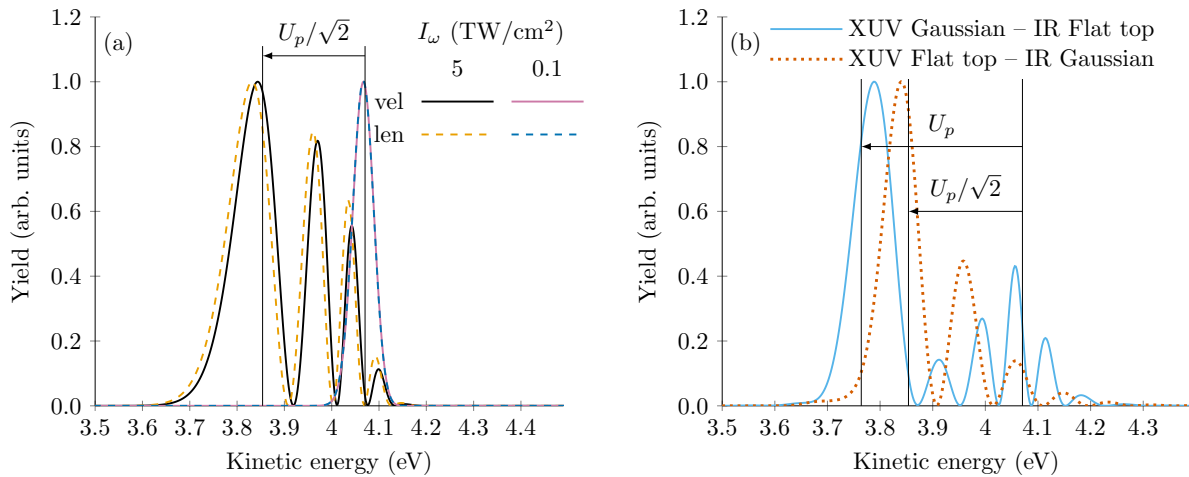 (a)
U_p/√2
I_ω (TW/cm²)
5 0.1
vel
len
1.2
1.0
0.8
0.6
0.4
0.2
0.0
3.5 3.6 3.7 3.8 3.9 4 4.1 4.2 4.3 4.4
Kinetic energy (eV)
Yield (arb. units)
(b)
XUV Gaussian – IR Flat top
XUV Flat top – IR Gaussian
U_p
U_p/√2
1.2
1.0
0.8
0.6
0.4
0.2
0.0
3.5 3.6 3.7 3.8 3.9 4 4.1 4.2 4.3
Kinetic energy (eV)
Yield (arb. units)